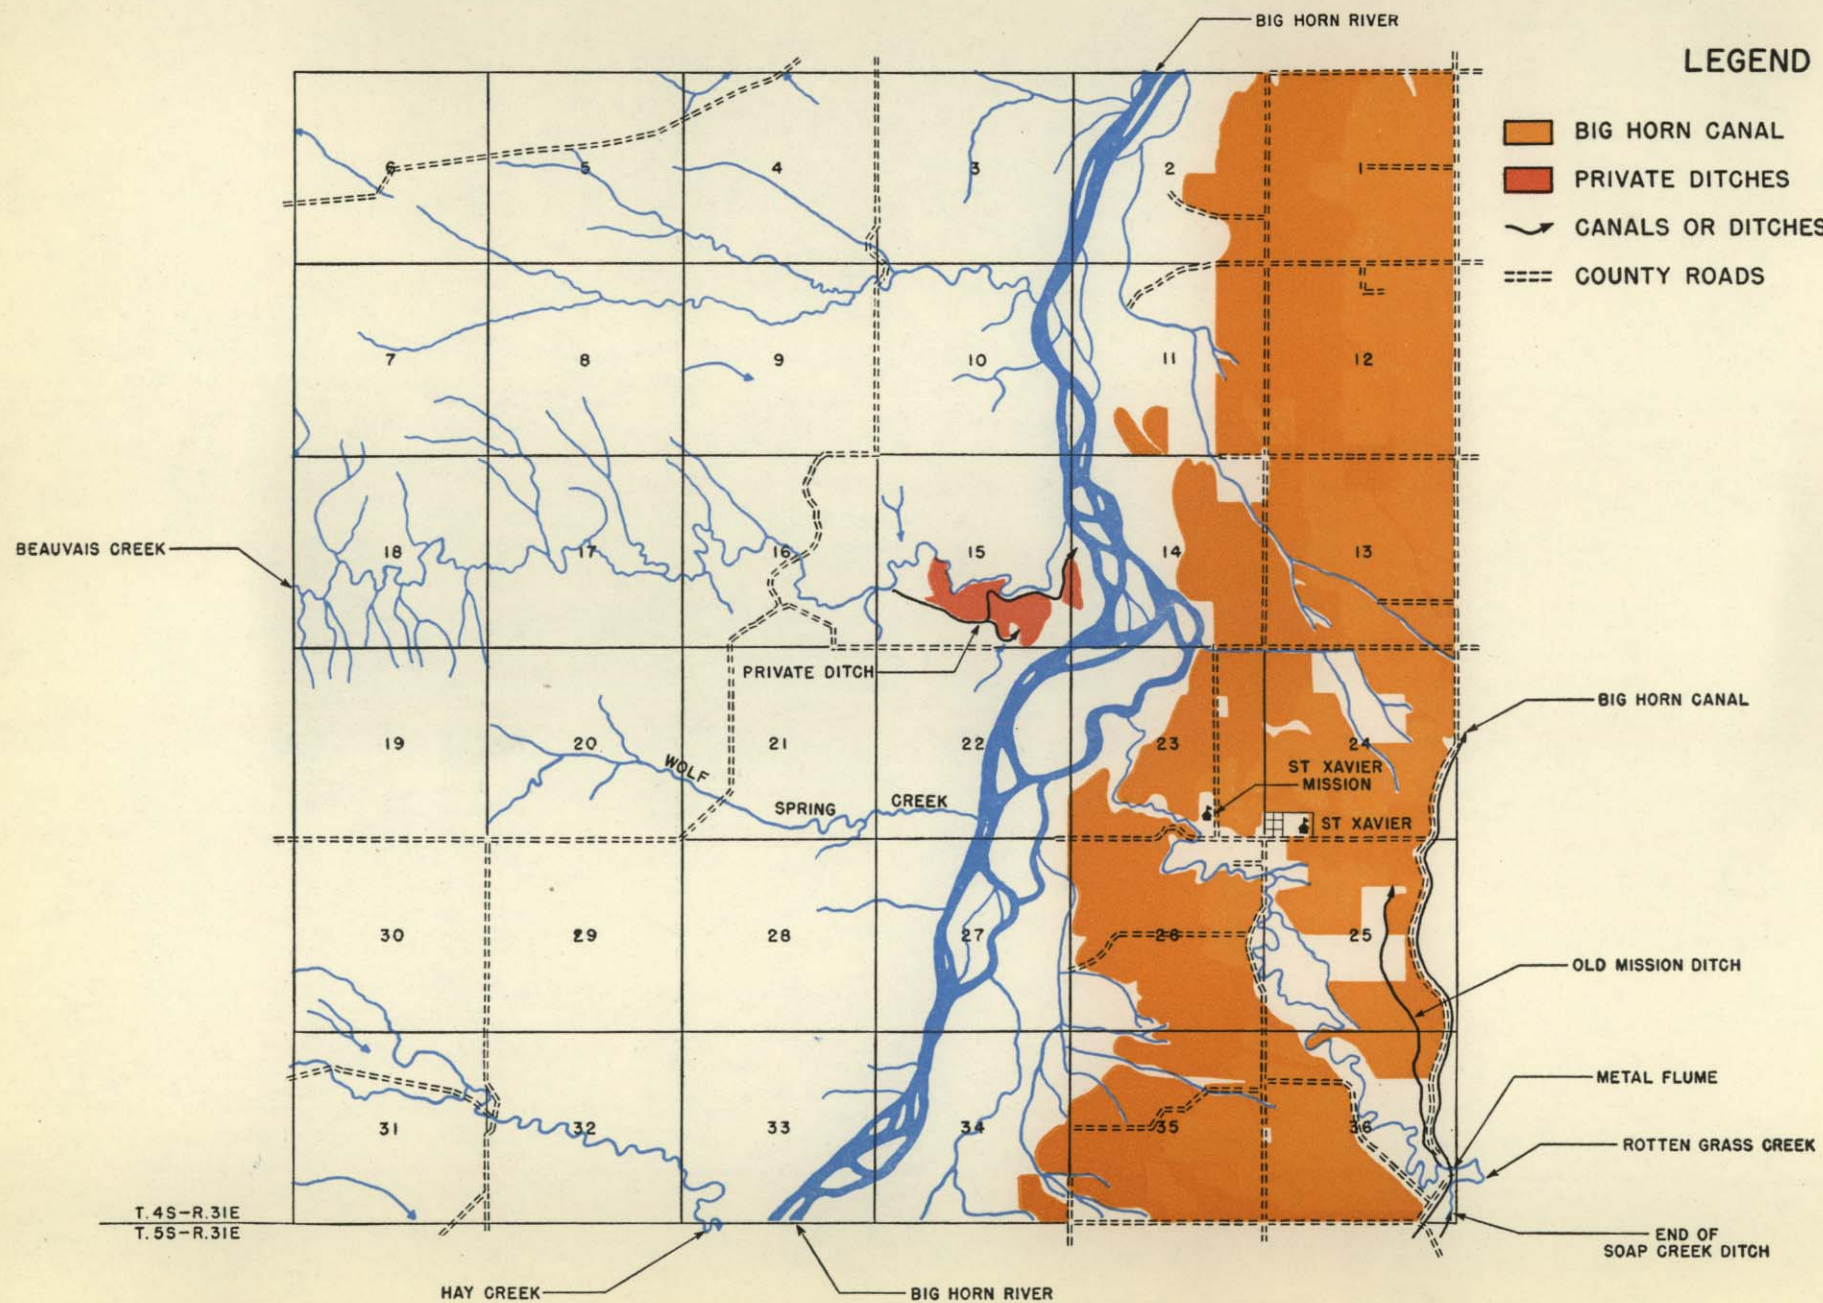 BIG HORN RIVER
LEGEND
BIG HORN CANAL
PRIVATE DITCHES
CANALS OR DITCHES
COUNTY ROADS
6 5 4 3 2 1
7 8 9 10 11 12
BEAUVAIS CREEK
18 17 16 15 14 13
PRIVATE DITCH
BIG HORN CANAL
19 20 21 22 23 24
WOLF SPRING CREEK
ST XAVIER
MISSION
ST XAVIER
30 29 28 27 26 25
OLD MISSION DITCH
METAL FLUME
31 32 33 34 35 36
ROTTEN GRASS CREEK
T.4S-R.31E
T.5S-R.31E
END OF
SOAP CREEK DITCH
HAY CREEK
BIG HORN RIVER